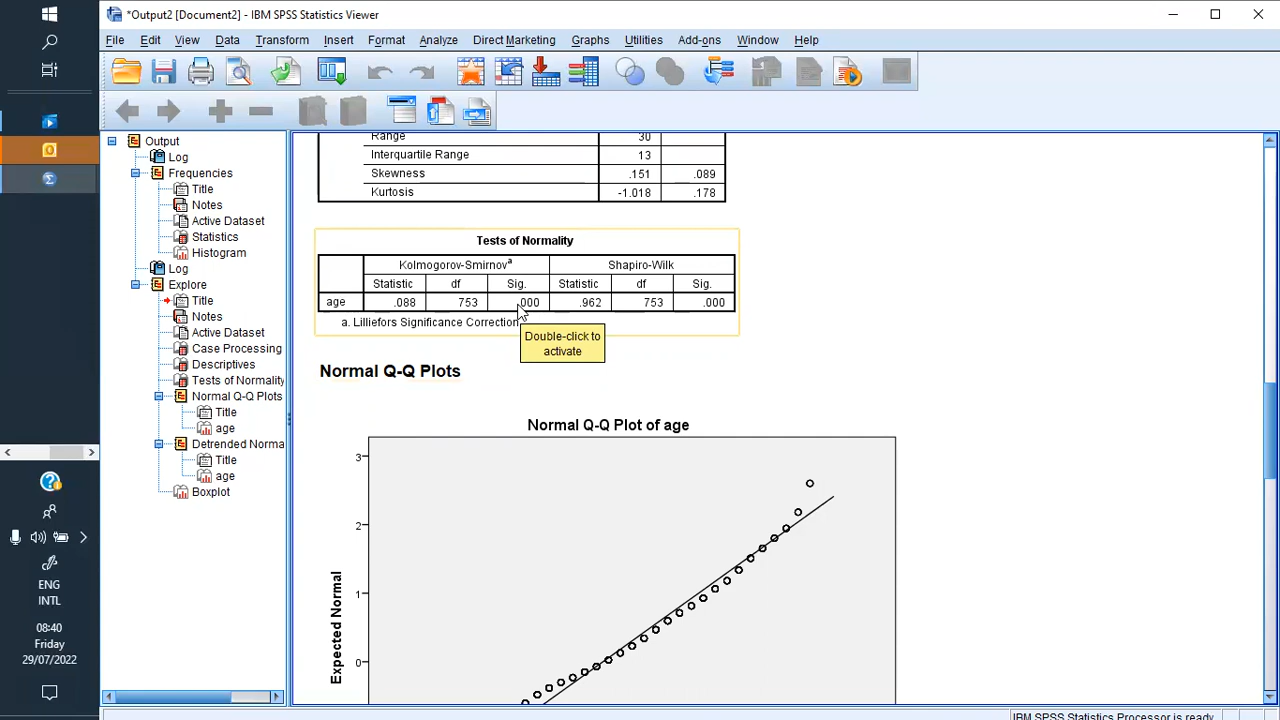 *Output2 [Document2] - IBM SPSS Statistics Viewer
File Edit View Data Transform Insert Format Analyze Direct Marketing Graphs Utilities Add-ons Window Help
Output
Log
Frequencies
Title
Notes
Active Dataset
Statistics
Histogram
Log
Explore
Title
Notes
Active Dataset
Case Processing
Descriptives
Tests of Normality
Normal Q-Q Plots
Title
age
Detrended Norma
Title
age
Boxplot
Range 30
Interquartile Range 13
Skewness .151 .089
Kurtosis -1.018 .178
Tests of Normality
Kolmogorov-Smirnov<sup>a</sup> Shapiro-Wilk
Statistic df Sig. Statistic df Sig.
age .088 753 .000 .962 753 .000
a. Lilliefors Significance Correction
Double-click to
activate
Normal Q-Q Plots
Normal Q-Q Plot of age
Expected Normal
3
2
1
0
ENG
INTL
08:40
Friday
29/07/2022
IBM SPSS Statistics Processor is ready